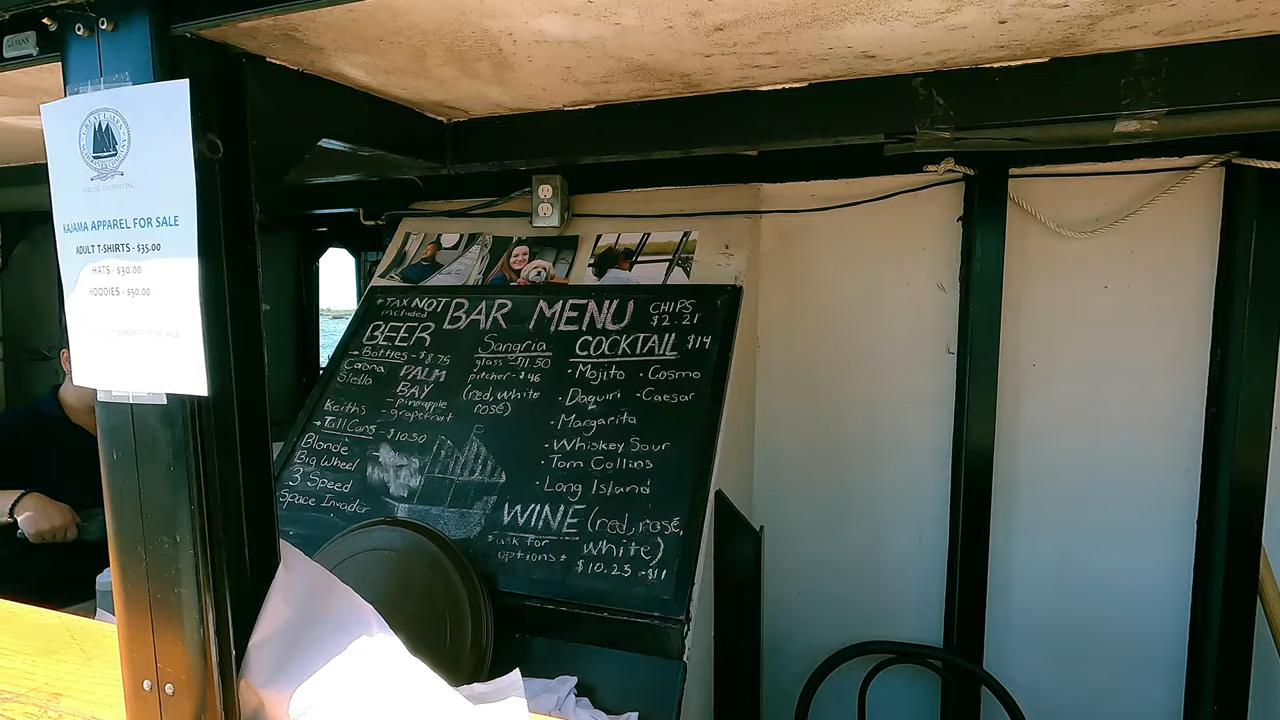 GREAT LAKES
SCHOONER COMPANY
KAJAMA APPAREL FOR SALE
ADULT T-SHIRTS - $35.00
HATS - $30.00
HOODIES - $50.00
*TAX NOT included
BAR MENU
CHIPS
$2.21
BEER
- Bottles - $8.75
Corona
Stella
Keiths
PALM
BAY
- Pineapple
- grapefruit
→ Tall Cans - $10.50
Blonde
Big Wheel
3 Speed
Space Invader
Sangria
glass - 11.50
pitcher - $46
(red, white
rosé)
COCKTAIL $14
· Mojito · Cosmo
· Daquiri · Caesar
· Margarita
· Whiskey Sour
· Tom Collins
· Long Island
WINE (red, rosé,
white)
*ask for
options*
$10.25 - $11